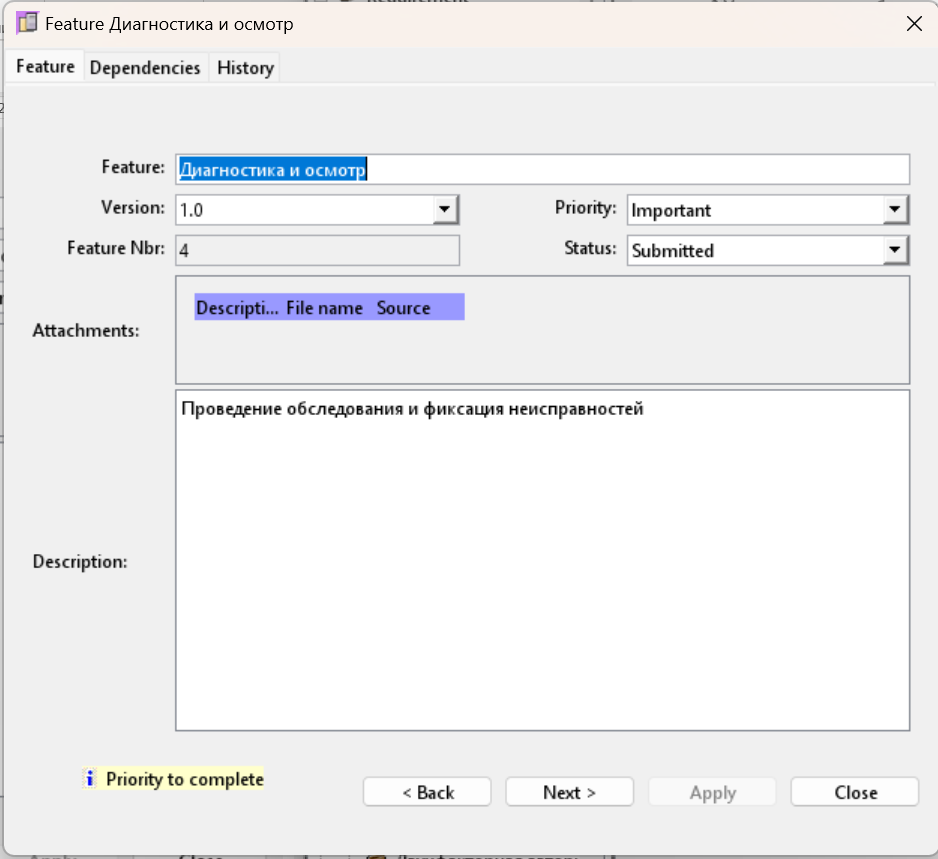 Feature Диагностика и осмотр
Feature Dependencies History
Feature: Диагностика и осмотр
Version: 1.0 Priority: Important
Feature Nbr: 4 Status: Submitted
Attachments:
Descripti... File name Source
Description:
Проведение обследования и фиксация неисправностей
Priority to complete
< Back Next > Apply Close